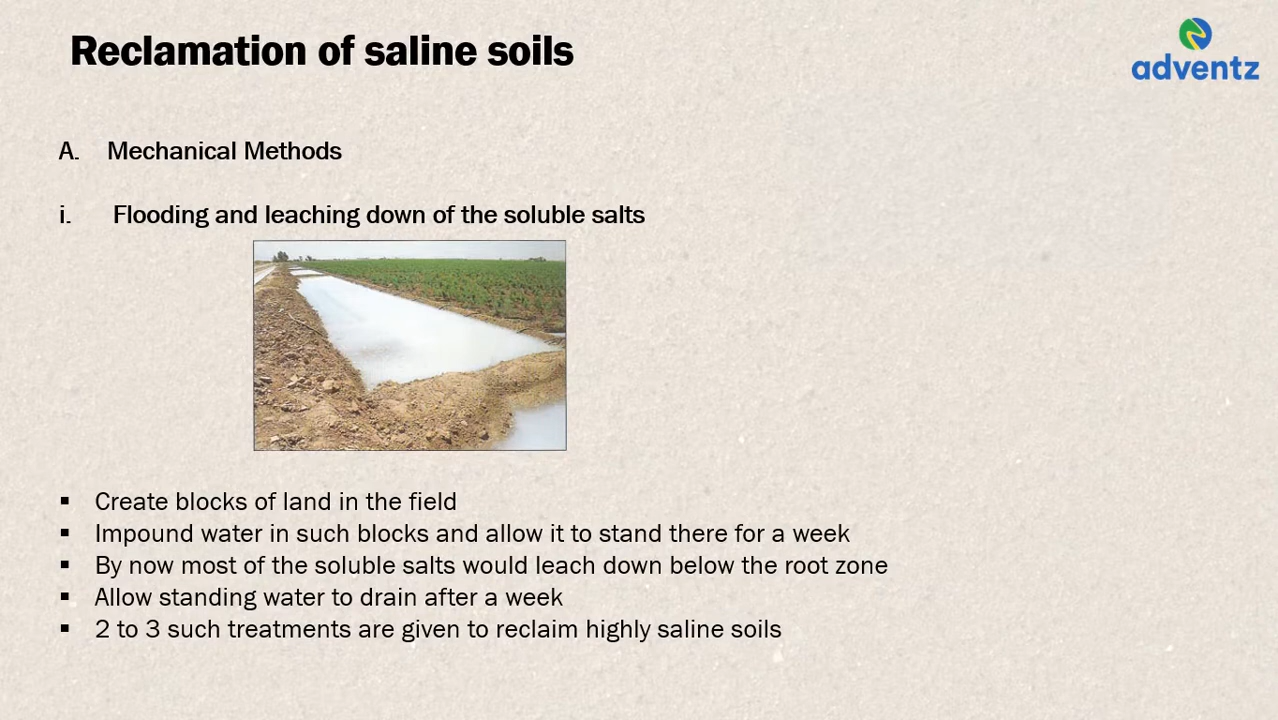 Reclamation of saline soils
adventz
A. Mechanical Methods
i. Flooding and leaching down of the soluble salts
▪ Create blocks of land in the field
▪ Impound water in such blocks and allow it to stand there for a week
▪ By now most of the soluble salts would leach down below the root zone
▪ Allow standing water to drain after a week
▪ 2 to 3 such treatments are given to reclaim highly saline soils